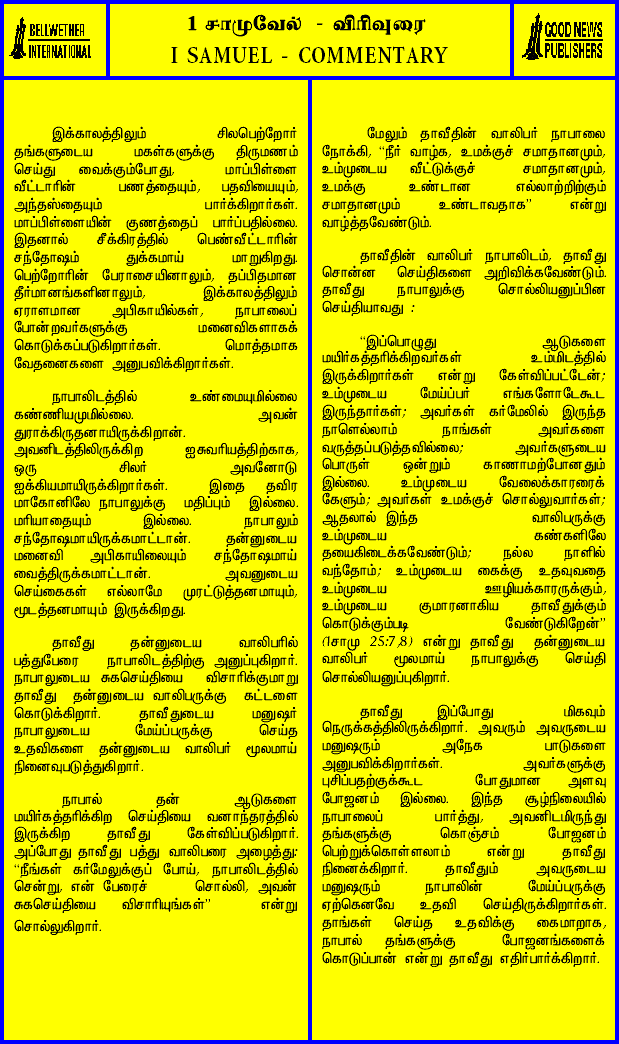 BELLWETHER
INTERNATIONAL
1 சாமுவேல் - விரிவுரை
I SAMUEL - COMMENTARY
GOOD NEWS
PUBLISHERS
இக்காலத்திலும் சிலபெற்றோர்
தங்களுடைய மகள்களுக்கு திருமணம்
செய்து வைக்கும்போது, மாப்பிள்ளை
வீட்டாரின் பணத்தையும், பதவியையும்,
அந்தஸ்தையும் பார்க்கிறார்கள்.
மாப்பிள்ளையின் குணத்தைப் பார்ப்பதில்லை.
இதனால் சீக்கிரத்தில் பெண்வீட்டாரின்
சந்தோஷம் துக்கமாய் மாறுகிறது.
பெற்றோரின் பேராசையினாலும், தப்பிதமான
தீர்மானங்களினாலும், இக்காலத்திலும்
ஏராளமான அபிகாயில்கள், நாபாலைப்
போன்றவர்களுக்கு மனைவிகளாகக்
கொடுக்கப்படுகிறார்கள். மொத்தமாக
வேதனைகளை அனுபவிக்கிறார்கள்.
நாபாலிடத்தில் உண்மையுமில்லை
கண்ணியமுமில்லை. அவன்
துராக்கிருதனாயிருக்கிறான்.
அவனிடத்திலிருக்கிற ஐசுவரியத்திற்காக,
ஒரு சிலர் அவனோடு
ஐக்கியமாயிருக்கிறார்கள். இதை தவிர
மாகோனிலே நாபாலுக்கு மதிப்பும் இல்லை.
மரியாதையும் இல்லை. நாபாலும்
சந்தோஷமாயிருக்கமாட்டான். தன்னுடைய
மனைவி அபிகாயிலையும் சந்தோஷமாய்
வைத்திருக்கமாட்டான். அவனுடைய
செய்கைகள் எல்லாமே முரட்டுத்தனமாயும்,
மூடத்தனமாயும் இருக்கிறது.
தாவீது தன்னுடைய வாலிபரில்
பத்துபேரை நாபாலிடத்திற்கு அனுப்புகிறார்.
நாபாலுடைய சுகசெய்தியை விசாரிக்குமாறு
தாவீது தன்னுடைய வாலிபருக்கு கட்டளை
கொடுக்கிறார். தாவீதுடைய மனுஷர்
நாபாலுடைய மேய்ப்பருக்கு செய்த
உதவிகளை தன்னுடைய வாலிபர் மூலமாய்
நினைவுபடுத்துகிறார்.
நாபால் தன் ஆடுகளை
மயிர்கத்தரிக்கிற செய்தியை வனாந்தரத்தில்
இருக்கிற தாவீது கேள்விப்படுகிறார்.
அப்போது தாவீது பத்து வாலிபரை அழைத்து:
“நீங்கள் கர்மேலுக்குப் போய், நாபாலிடத்தில்
சென்று, என் பேரைச் சொல்லி, அவன்
சுகசெய்தியை விசாரியுங்கள்” என்று
சொல்லுகிறார்.
மேலும் தாவீதின் வாலிபர் நாபாலை
நோக்கி, “நீர் வாழ்க, உமக்குச் சமாதானமும்,
உம்முடைய வீட்டுக்குச் சமாதானமும்,
உமக்கு உண்டான எல்லாற்றிற்கும்
சமாதானமும் உண்டாவதாக” என்று
வாழ்த்தவேண்டும்.
தாவீதின் வாலிபர் நாபாலிடம், தாவீது
சொன்ன செய்திகளை அறிவிக்கவேண்டும்.
தாவீது நாபாலுக்கு சொல்லியனுப்பின
செய்தியாவது :
“இப்பொழுது ஆடுகளை
மயிர்கத்தரிக்கிறவர்கள் உம்மிடத்தில்
இருக்கிறார்கள் என்று கேள்விப்பட்டேன்;
உம்முடைய மேய்ப்பர் எங்களோடேகூட
இருந்தார்கள்; அவர்கள் கர்மேலில் இருந்த
நாளெல்லாம் நாங்கள் அவர்களை
வருத்தப்படுத்தவில்லை; அவர்களுடைய
பொருள் ஒன்றும் காணாமற்போனதும்
இல்லை. உம்முடைய வேலைக்காரரைக்
கேளும்; அவர்கள் உமக்குச் சொல்லுவார்கள்;
ஆதலால் இந்த வாலிபருக்கு
உம்முடைய கண்களிலே
தயைகிடைக்கவேண்டும்; நல்ல நாளில்
வந்தோம்; உம்முடைய கைக்கு உதவுவதை
உம்முடைய ஊழியக்காரருக்கும்,
உம்முடைய குமாரனாகிய தாவீதுக்கும்
கொடுக்கும்படி வேண்டுகிறேன்”
(1சாமு 25:7,8) என்று தாவீது தன்னுடைய
வாலிபர் மூலமாய் நாபாலுக்கு செய்தி
சொல்லியனுப்புகிறார்.
தாவீது இப்போது மிகவும்
நெருக்கத்திலிருக்கிறார். அவரும் அவருடைய
மனுஷரும் அநேக பாடுகளை
அனுபவிக்கிறார்கள். அவர்களுக்கு
புசிப்பதற்குக்கூட போதுமான அளவு
போஜனம் இல்லை. இந்த சூழ்நிலையில்
நாபாலைப் பார்த்து, அவனிடமிருந்து
தங்களுக்கு கொஞ்சம் போஜனம்
பெற்றுக்கொள்ளலாம் என்று தாவீது
நினைக்கிறார். தாவீதும் அவருடைய
மனுஷரும் நாபாலின் மேய்ப்பருக்கு
ஏற்கெனவே உதவி செய்திருக்கிறார்கள்.
தாங்கள் செய்த உதவிக்கு கைமாறாக,
நாபால் தங்களுக்கு போஜனங்களைக்
கொடுப்பான் என்று தாவீது எதிர்பார்க்கிறார்.